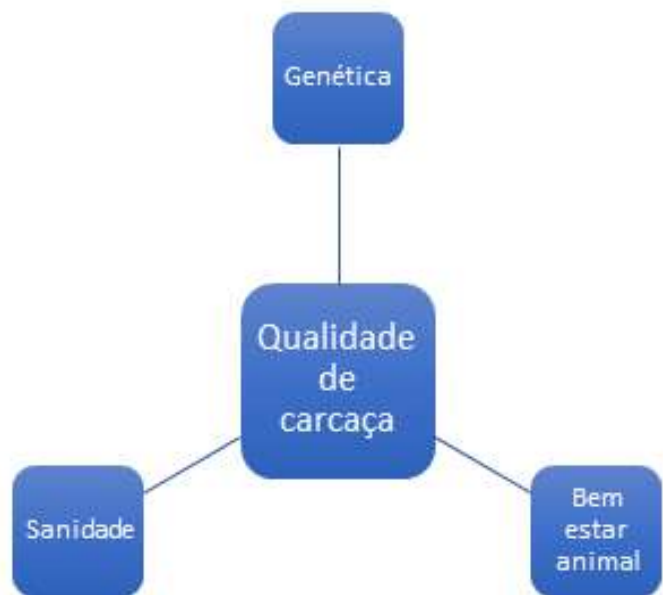 Genética
Qualidade
de
carcaça
Sanidade
Bem
estar
animal